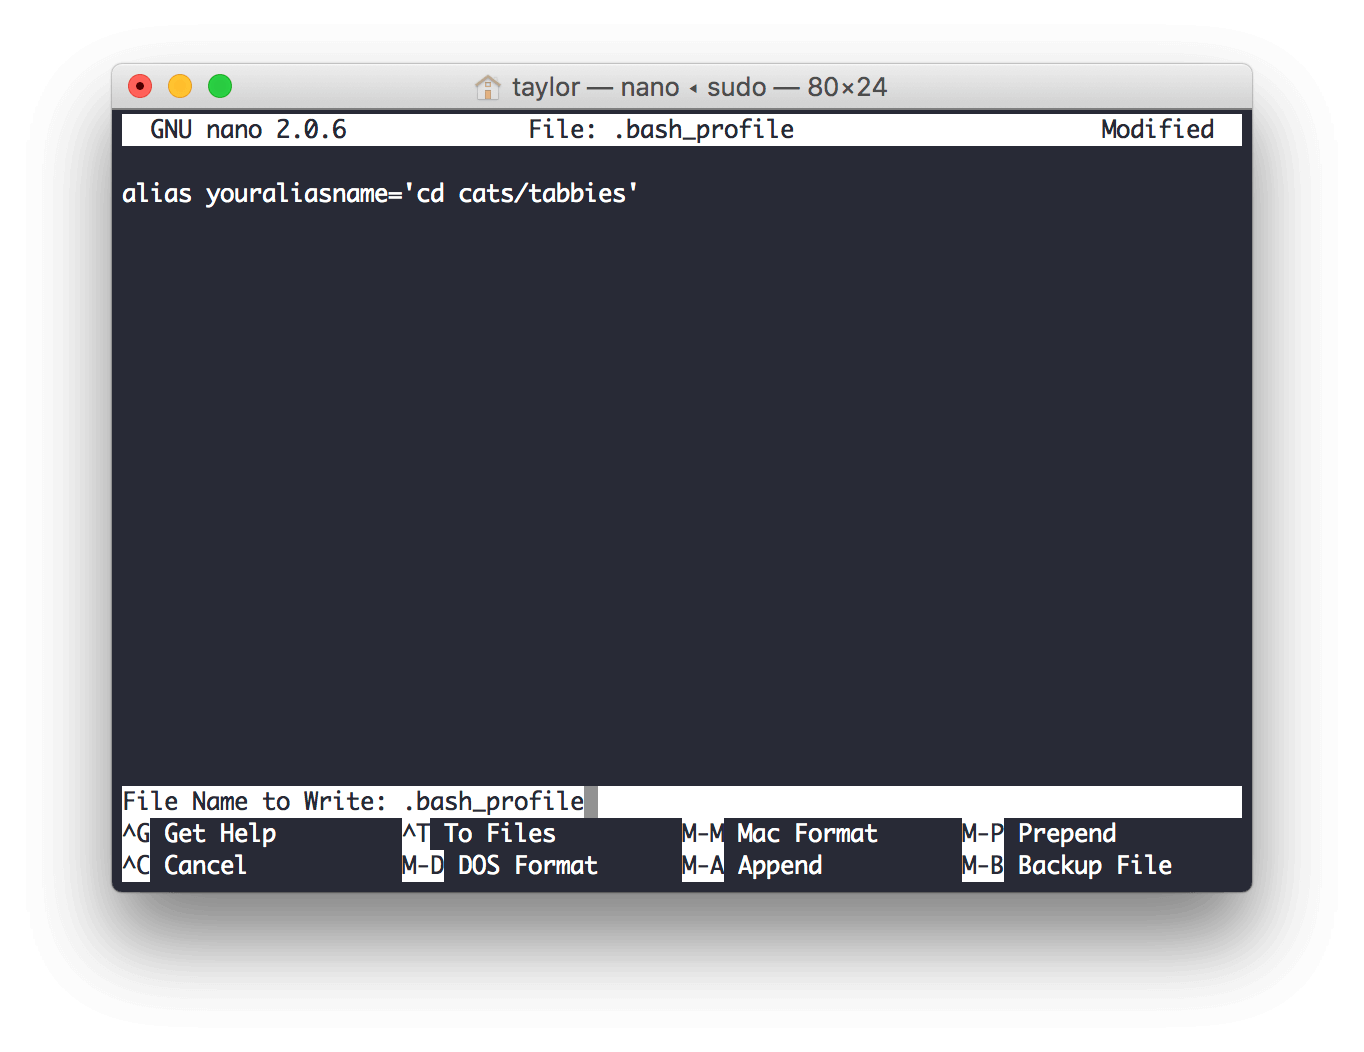 taylor — nano ◂ sudo — 80×24
GNU nano 2.0.6 File: .bash_profile Modified
alias youraliasname='cd cats/tabbies'
File Name to Write: .bash_profile
^G Get Help ^T To Files M-M Mac Format M-P Prepend
^C Cancel M-D DOS Format M-A Append M-B Backup File